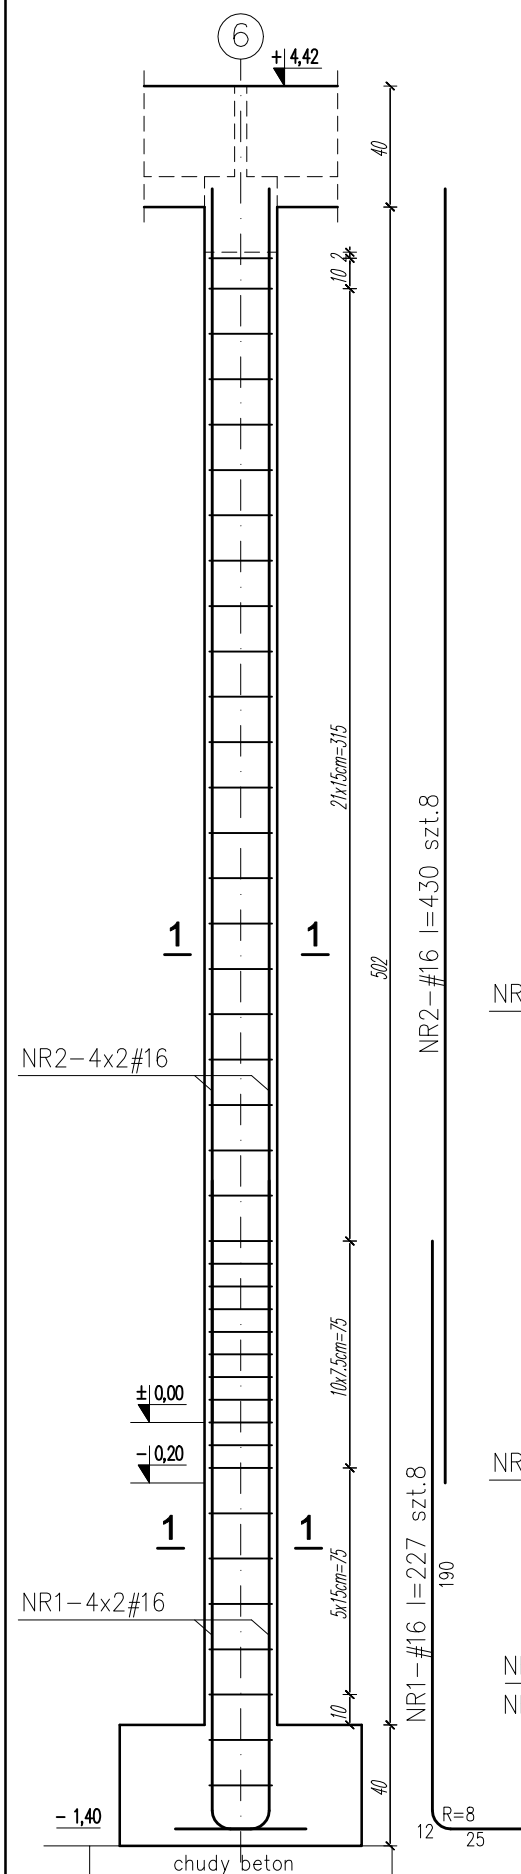 6
+ 4,42
40
2
10
21x15cm=315
502
NR2-#16 l=430 szt.8
1 1
NR
NR2-4x2#16
10x7.5cm=75
± 0,00
- 0,20
NR
1 1
5x15cm=75
NR1-#16 l=227 szt.8
190
NR1-4x2#16
10
40
- 1,40
R=8
12
25
chudy beton